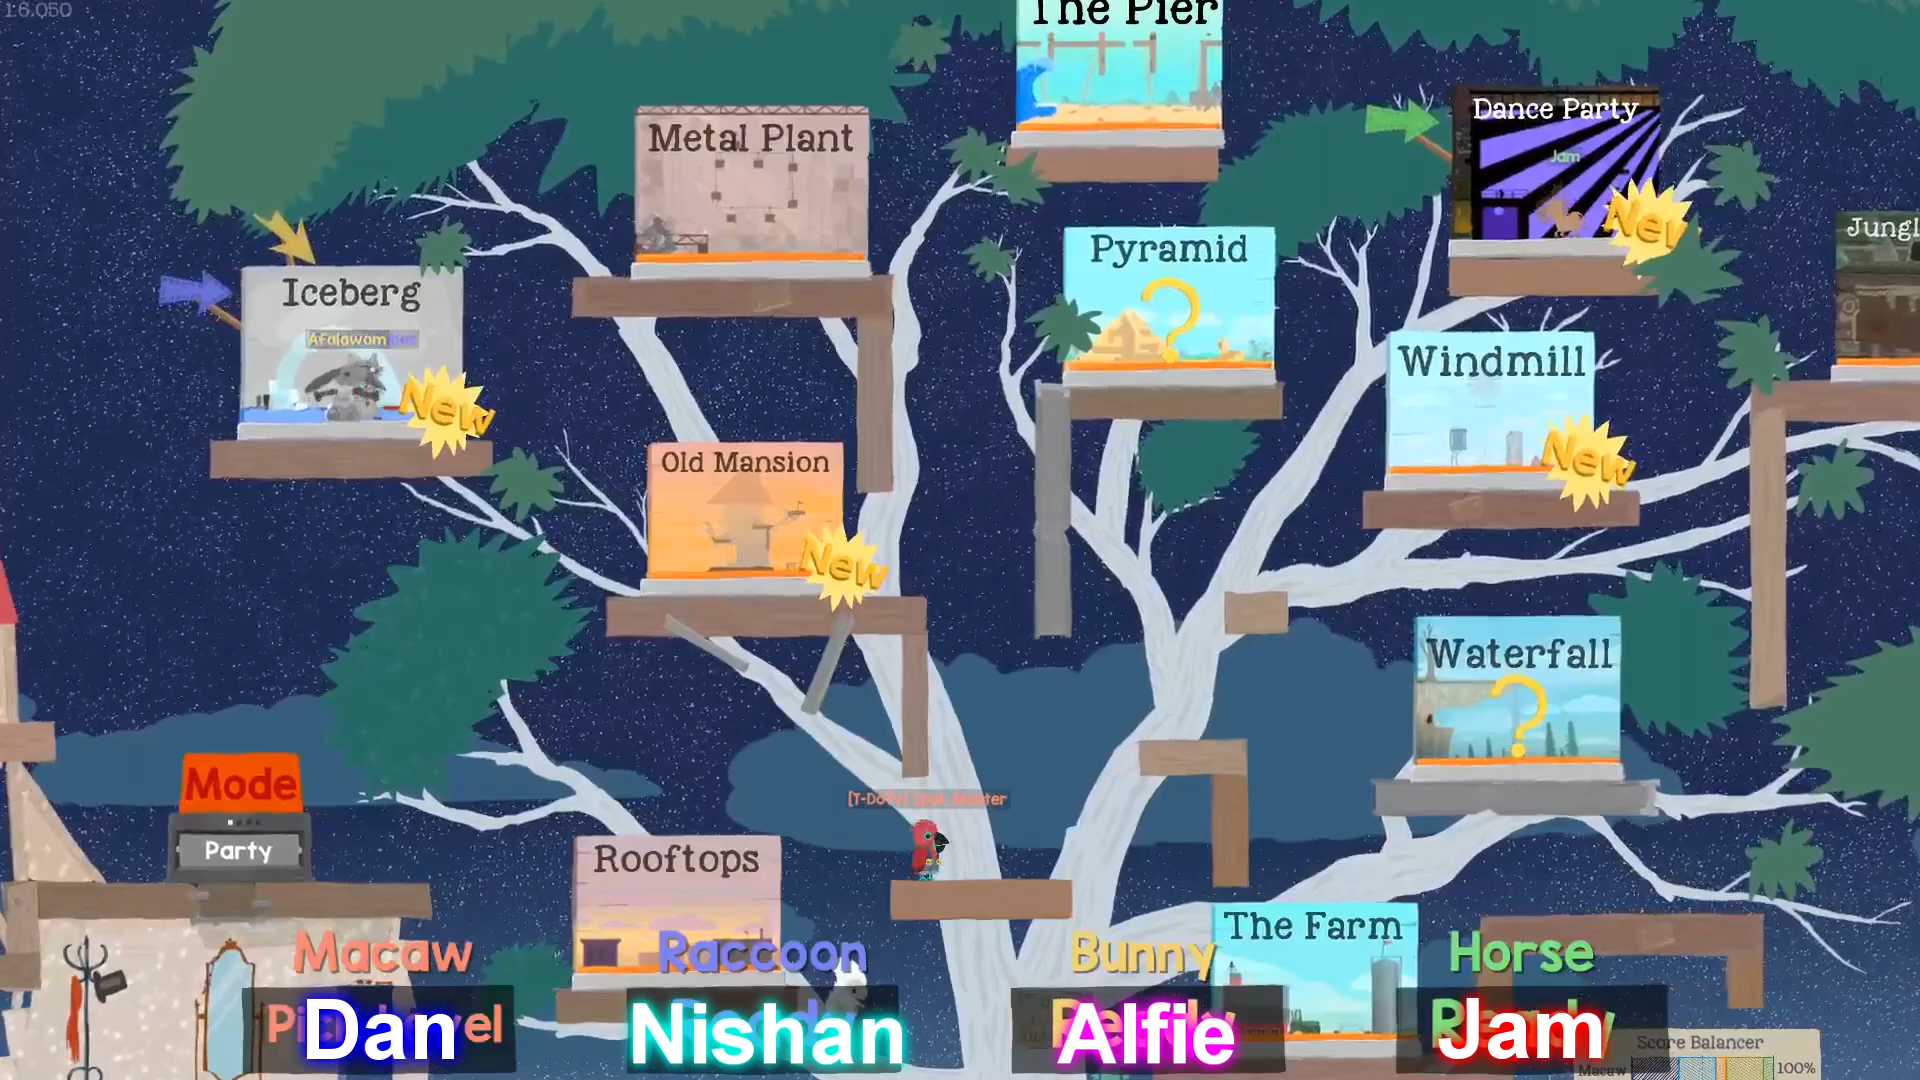 1.6.050
The Pier
Metal Plant
Dance Party
Jam
New
Iceberg
Afalawom
New
Pyramid
Jungl
Windmill
New
Old Mansion
New
Waterfall
Mode
Party
Rooftops
The Farm
Macaw
Raccoon
Bunny
Horse
Dan
Nishan
Alfie
Jam
Score Balancer
Macaw
100%